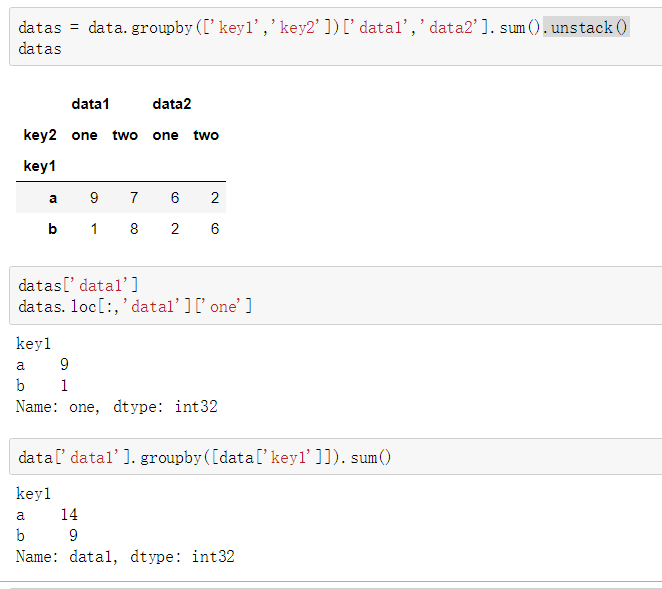 datas = data.groupby(['key1','key2'])['data1','data2'].sum().unstack()
datas
data1 data2
key2 one two one two
key1
a 9 7 6 2
b 1 8 2 6
datas['data1']
datas.loc[:,'data1']['one']
key1
a 9
b 1
Name: one, dtype: int32
data['data1'].groupby([data['key1']]).sum()
key1
a 14
b 9
Name: data1, dtype: int32